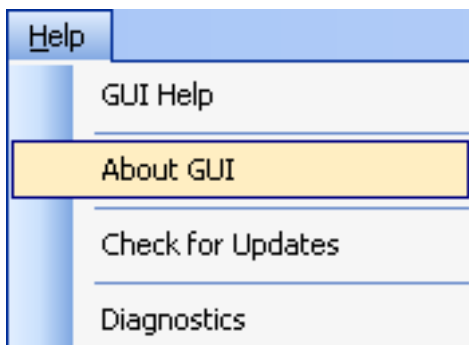 Help
GUI Help
About GUI
Check for Updates
Diagnostics